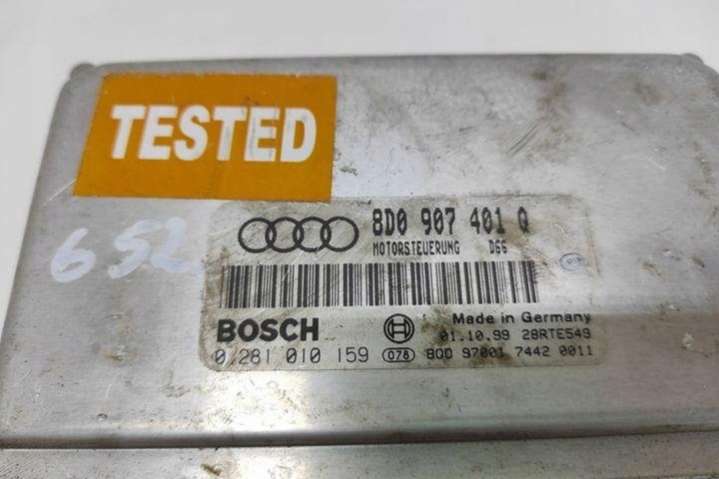 TESTED
652
8D0 907 401 Q
MOTORSTEUERUNG D66
BOSCH
Made in Germany
01.10.99 28RTE549
0 281 010 159 078 8DD 97001 7442 0011